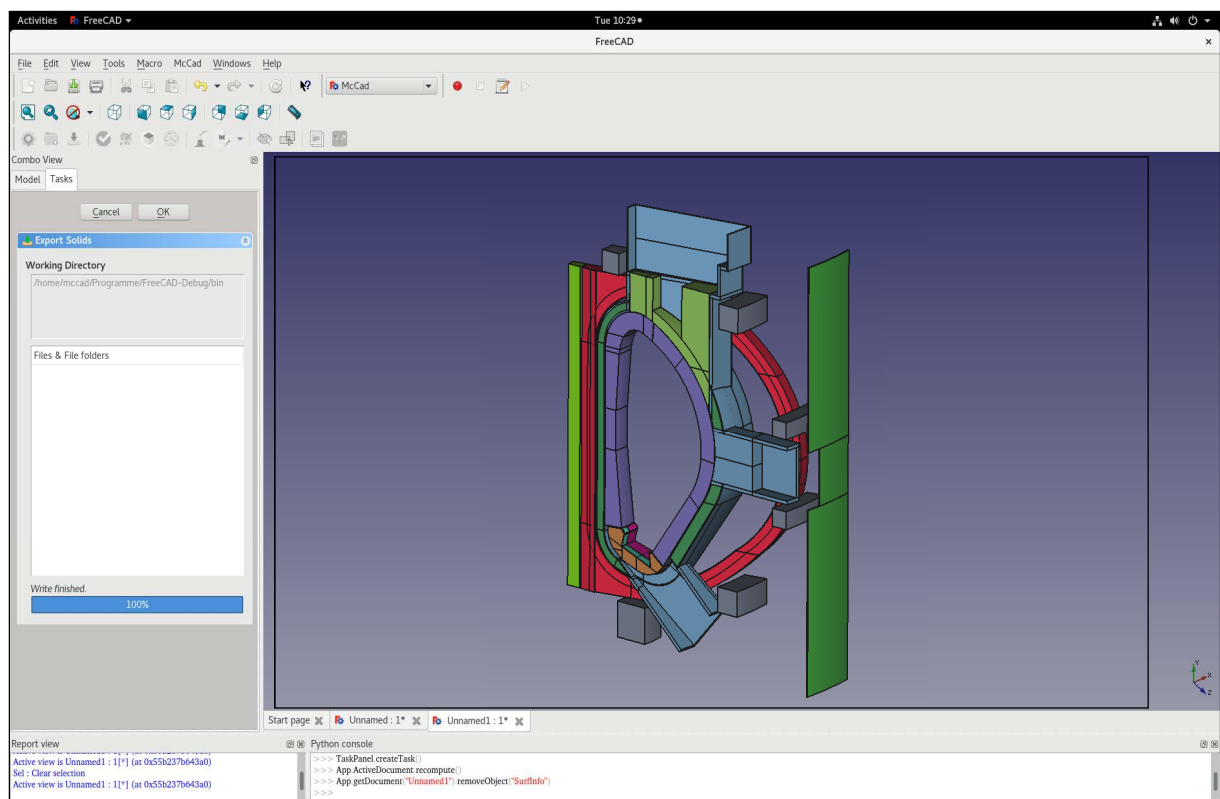 Activities FreeCAD Tue 10:29
FreeCAD
File Edit View Tools Macro McCad Windows Help
McCad
Combo View
Model Tasks
Cancel OK
Export Solids
Working Directory
/home/mccad/Programme/FreeCAD-Debug/bin
Files & File folders
Write finished.
100%
Y
X
Z
Start page Unnamed : 1* Unnamed1 : 1*
Report view
Active view is Unnamed1 : 1[*] (at 0x55b237b643a0)
Sel : Clear selection
Active view is Unnamed1 : 1[*] (at 0x55b237b643a0)
Python console
>>> TaskPanel.createTask()
>>> App.ActiveDocument.recompute()
>>> App.getDocument("Unnamed1").removeObject("SurfInfo")
>>>